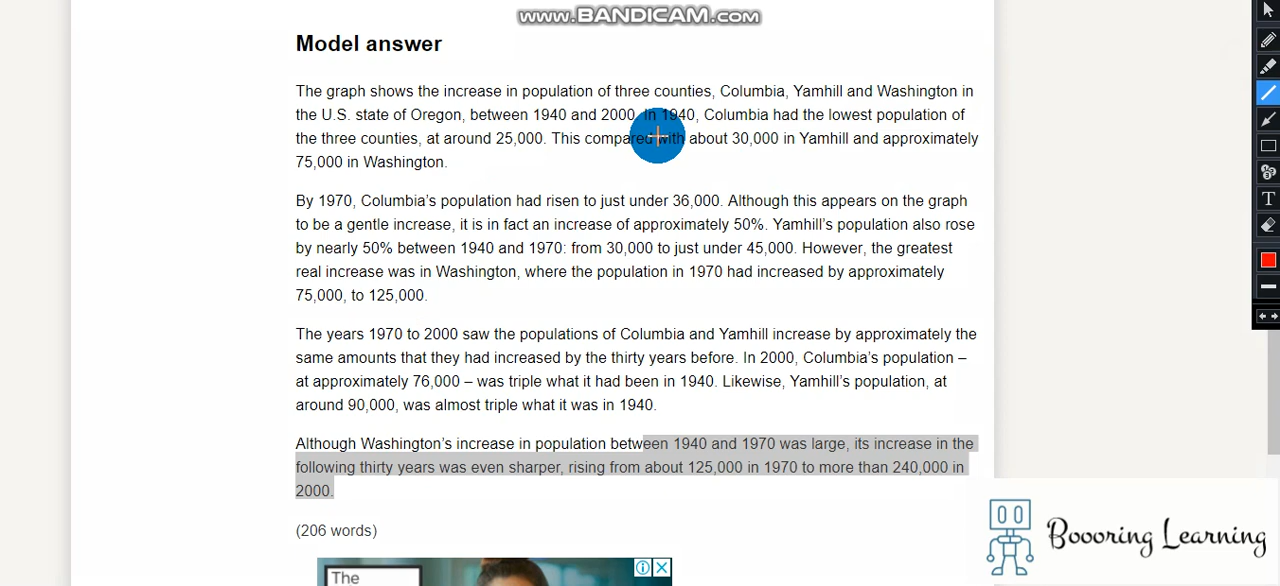 www.BANDICAM.com
Model answer
The graph shows the increase in population of three counties, Columbia, Yamhill and Washington in
the U.S. state of Oregon, between 1940 and 2000. In 1940, Columbia had the lowest population of
the three counties, at around 25,000. This compared with about 30,000 in Yamhill and approximately
75,000 in Washington.
By 1970, Columbia’s population had risen to just under 36,000. Although this appears on the graph
to be a gentle increase, it is in fact an increase of approximately 50%. Yamhill’s population also rose
by nearly 50% between 1940 and 1970: from 30,000 to just under 45,000. However, the greatest
real increase was in Washington, where the population in 1970 had increased by approximately
75,000, to 125,000.
The years 1970 to 2000 saw the populations of Columbia and Yamhill increase by approximately the
same amounts that they had increased by the thirty years before. In 2000, Columbia’s population –
at approximately 76,000 – was triple what it had been in 1940. Likewise, Yamhill’s population, at
around 90,000, was almost triple what it was in 1940.
Although Washington’s increase in population between 1940 and 1970 was large, its increase in the
following thirty years was even sharper, rising from about 125,000 in 1970 to more than 240,000 in
2000.
(206 words)
The
Boooring Learning